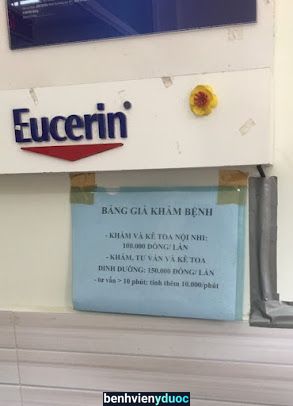 Eucerin
BẢNG GIÁ KHÁM BỆNH
- KHÁM VÀ KÊ TOA NỘI NHI:
100.000 ĐỒNG/ LẦN
- KHÁM, TƯ VẤN VÀ KÊ TOA
DINH DƯỠNG: 150.000 ĐỒNG/ LẦN
- tư vấn > 10 phút: tính thêm 10.000/phút
benhvienyduoc